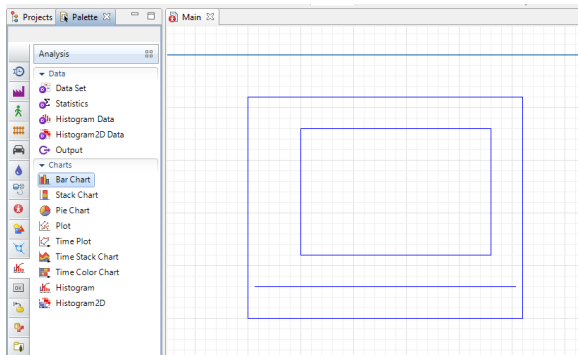 Projects Palette
Main
Analysis
Data
Data Set
Statistics
Histogram Data
Histogram2D Data
Output
Charts
Bar Chart
Stack Chart
Pie Chart
Plot
Time Plot
Time Stack Chart
Time Color Chart
Histogram
Histogram2D